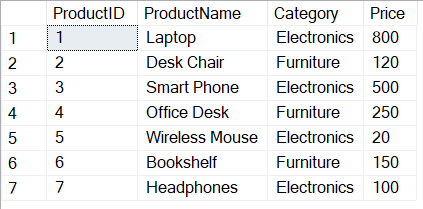 ProductID ProductName Category Price
1 1 Laptop Electronics 800
2 2 Desk Chair Furniture 120
3 3 Smart Phone Electronics 500
4 4 Office Desk Furniture 250
5 5 Wireless Mouse Electronics 20
6 6 Bookshelf Furniture 150
7 7 Headphones Electronics 100